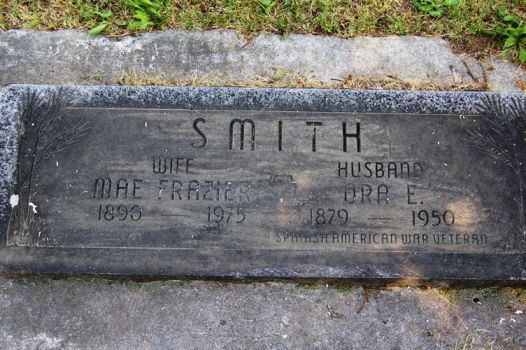 SMITH
WIFE HUSBAND
MAE FRAZIER ORA E.
1890 — 1975 1879 — 1950
SPANISH AMERICAN WAR VETERAN